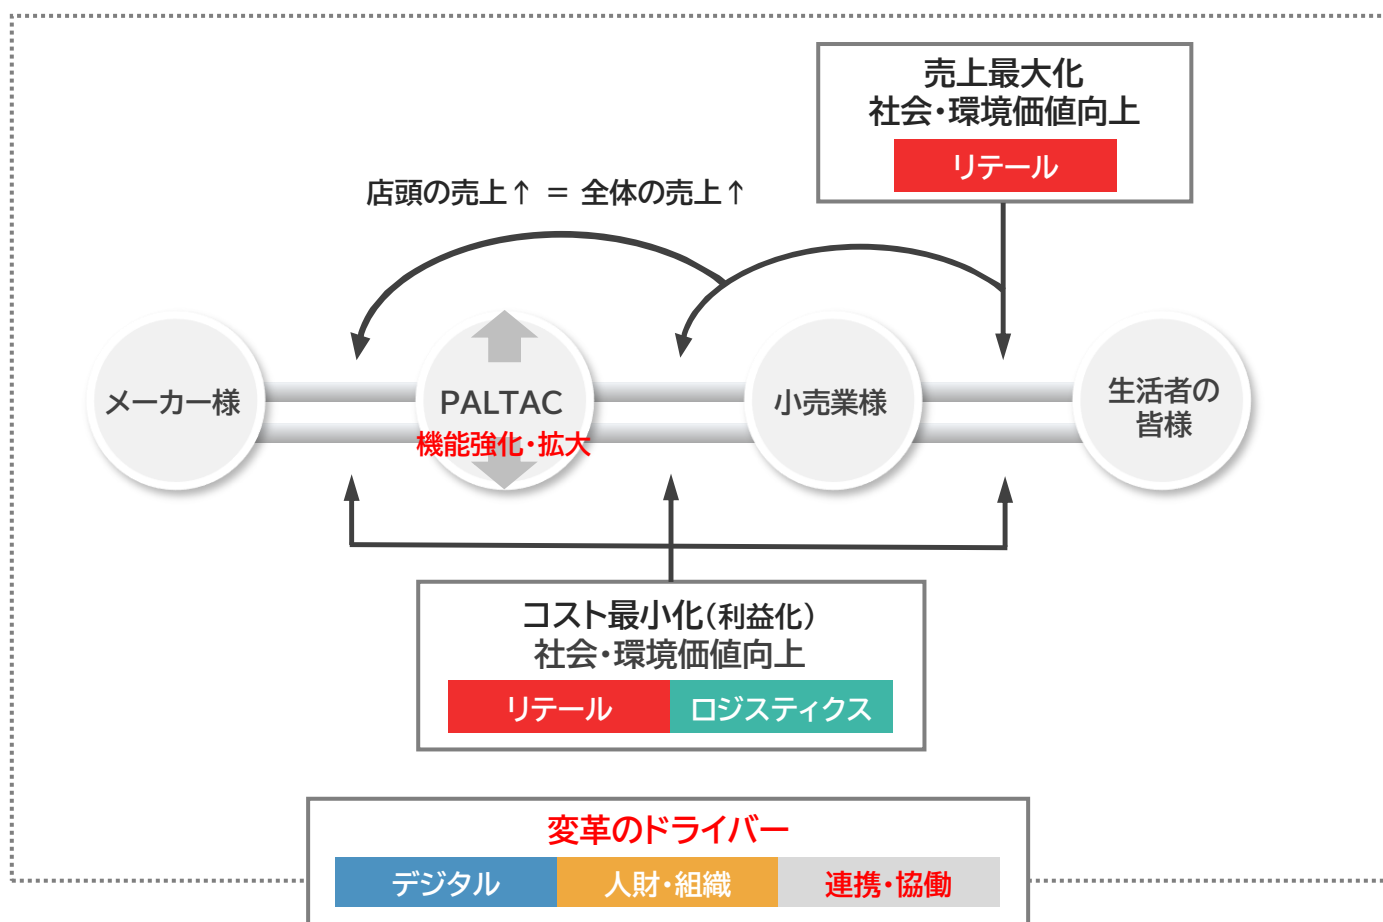 売上最大化
社会・環境価値向上
リテール
店頭の売上↑ = 全体の売上↑
メーカー様
PALTAC
機能強化・拡大
小売業様
生活者の
皆様
コスト最小化(利益化)
社会・環境価値向上
リテール
ロジスティクス
変革のドライバー
デジタル
人財・組織
連携・協働